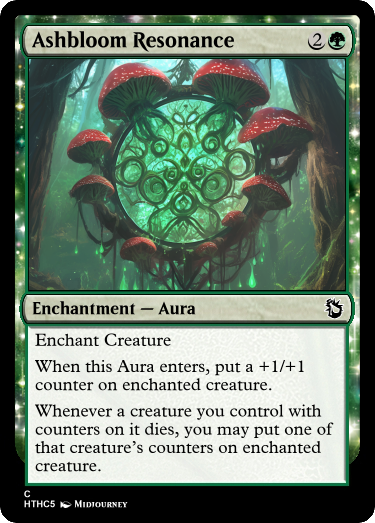 Ashbloom Resonance 2
Enchantment — Aura
Enchant Creature
When this Aura enters, put a +1/+1
counter on enchanted creature.
Whenever a creature you control with
counters on it dies, you may put one of
that creature's counters on enchanted
creature.
C
HTHC5 Midjourney